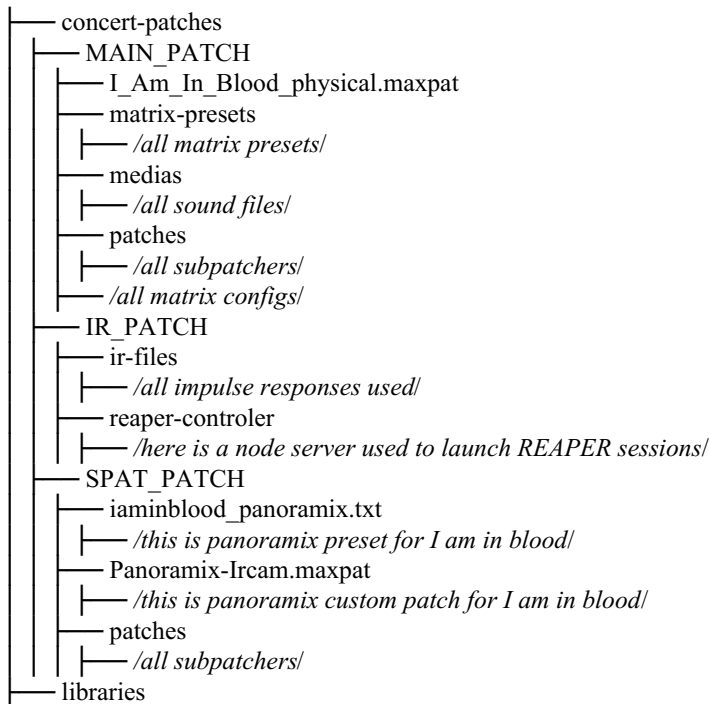 concert-patches
MAIN_PATCH
I_Am_In_Blood_physical.maxpat
matrix-presets
/all matrix presets/
medias
/all sound files/
patches
/all subpatchers/
/all matrix configs/
IR_PATCH
ir-files
/all impulse responses used/
reaper-controler
/here is a node server used to launch REAPER sessions/
SPAT_PATCH
iaminblood_panoramix.txt
/this is panoramix preset for I am in blood/
Panoramix-Ircam.maxpat
/this is panoramix custom patch for I am in blood/
patches
/all subpatchers/
libraries